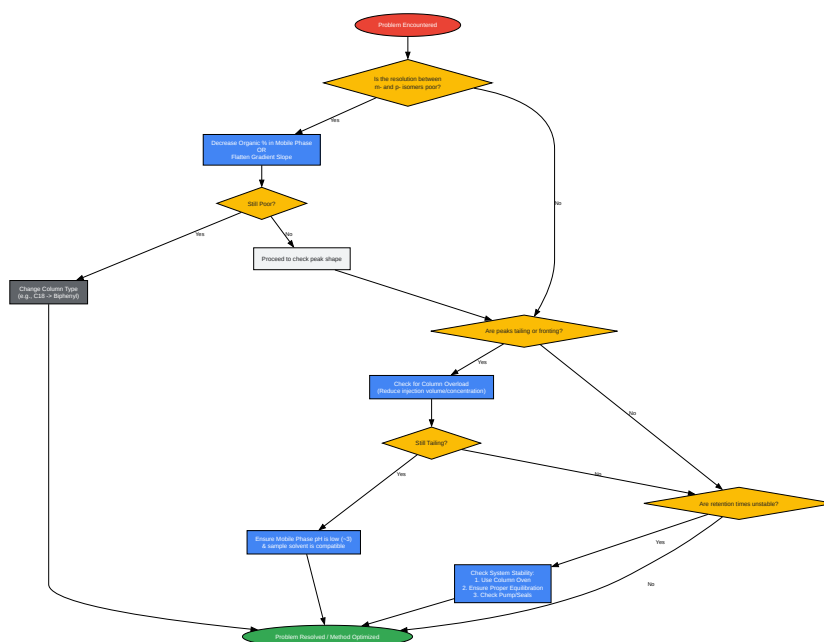 Problem Encountered
Is the resolution between
m- and p- isomers poor?
Yes
Decrease Organic % in Mobile Phase
OR
Flatten Gradient Slope
No
Still Poor?
Yes
No
Proceed to check peak shape
Change Column Type
(e.g., C18 -> Biphenyl)
Are peaks tailing or fronting?
Yes
Check for Column Overload
(Reduce injection volume/concentration)
No
Still Tailing?
Yes
No
Are retention times unstable?
Ensure Mobile Phase pH is low (~3)
& sample solvent is compatible
Yes
Check System Stability:
1. Use Column Oven
2. Ensure Proper Equilibration
3. Check Pump/Seals
No
Problem Resolved / Method Optimized